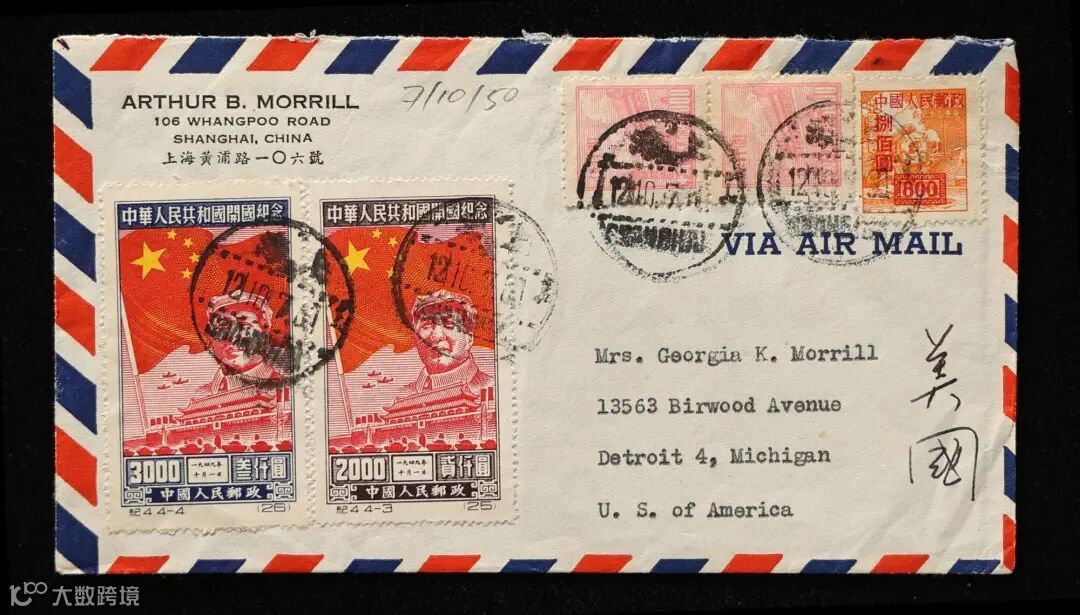 ARTHUR B. MORRILL
106 WHANGPOO ROAD
SHANGHAI, CHINA
上海黃浦路一〇六號
7/10/50
中國人民郵政
捌佰圓
800
VIA AIR MAIL
中華人民共和國開國紀念
3000 一九四九年十月一日 叁仟圓
中國人民郵政
紀44-4 (26)
中華人民共和國開國紀念
2000 一九四九年十月一日 貳仟圓
中國人民郵政
紀44-3 (25)
SHANGHAI
Mrs. Georgia K. Morrill
13563 Birwood Avenue
Detroit 4, Michigan
U. S. of America
美國
大数跨境